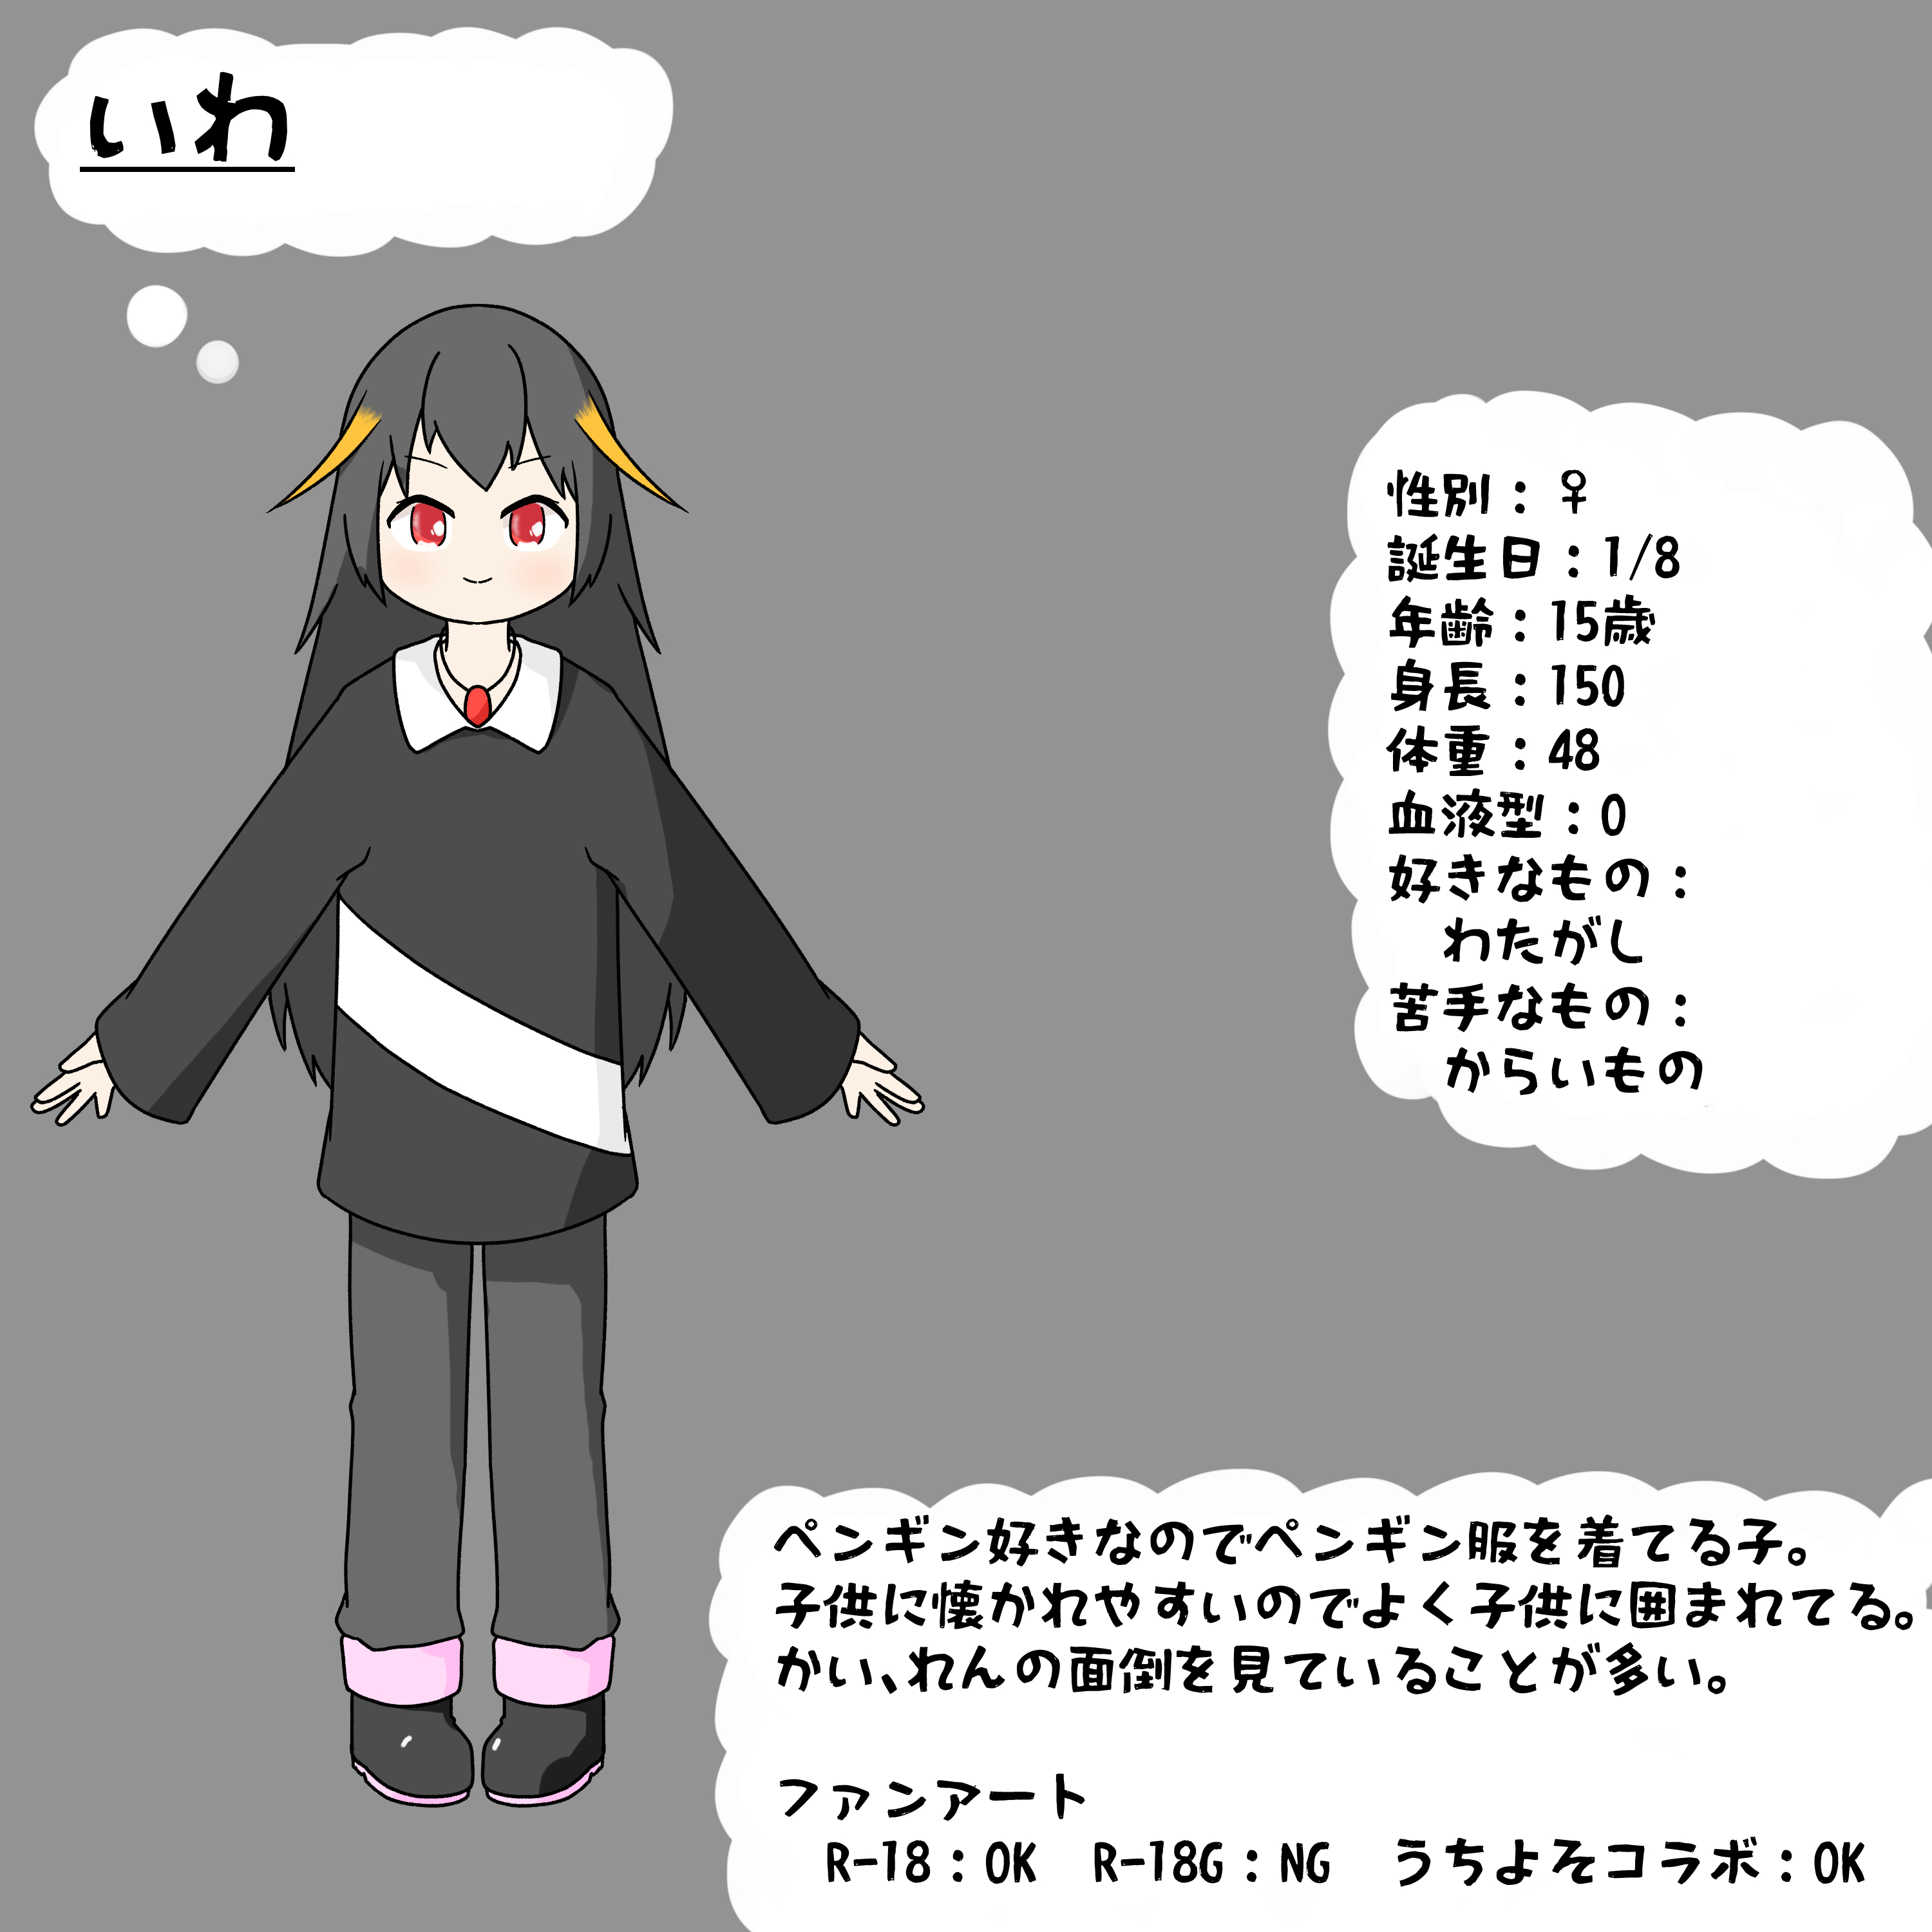 いわ
性別：♀
誕生日：1/8
年齢：15歳
身長：150
体重：48
血液型：O
好きなもの：
わたがし
苦手なもの：
からいもの
ペンギン好きなのでペンギン服を着てる子。
子供に懐かれやすいのでよく子供に囲まれてる。
かい、れんの面倒を見ていることが多い。
ファンアート
R-18：OK　R-18G：NG　うちよそコラボ：OK